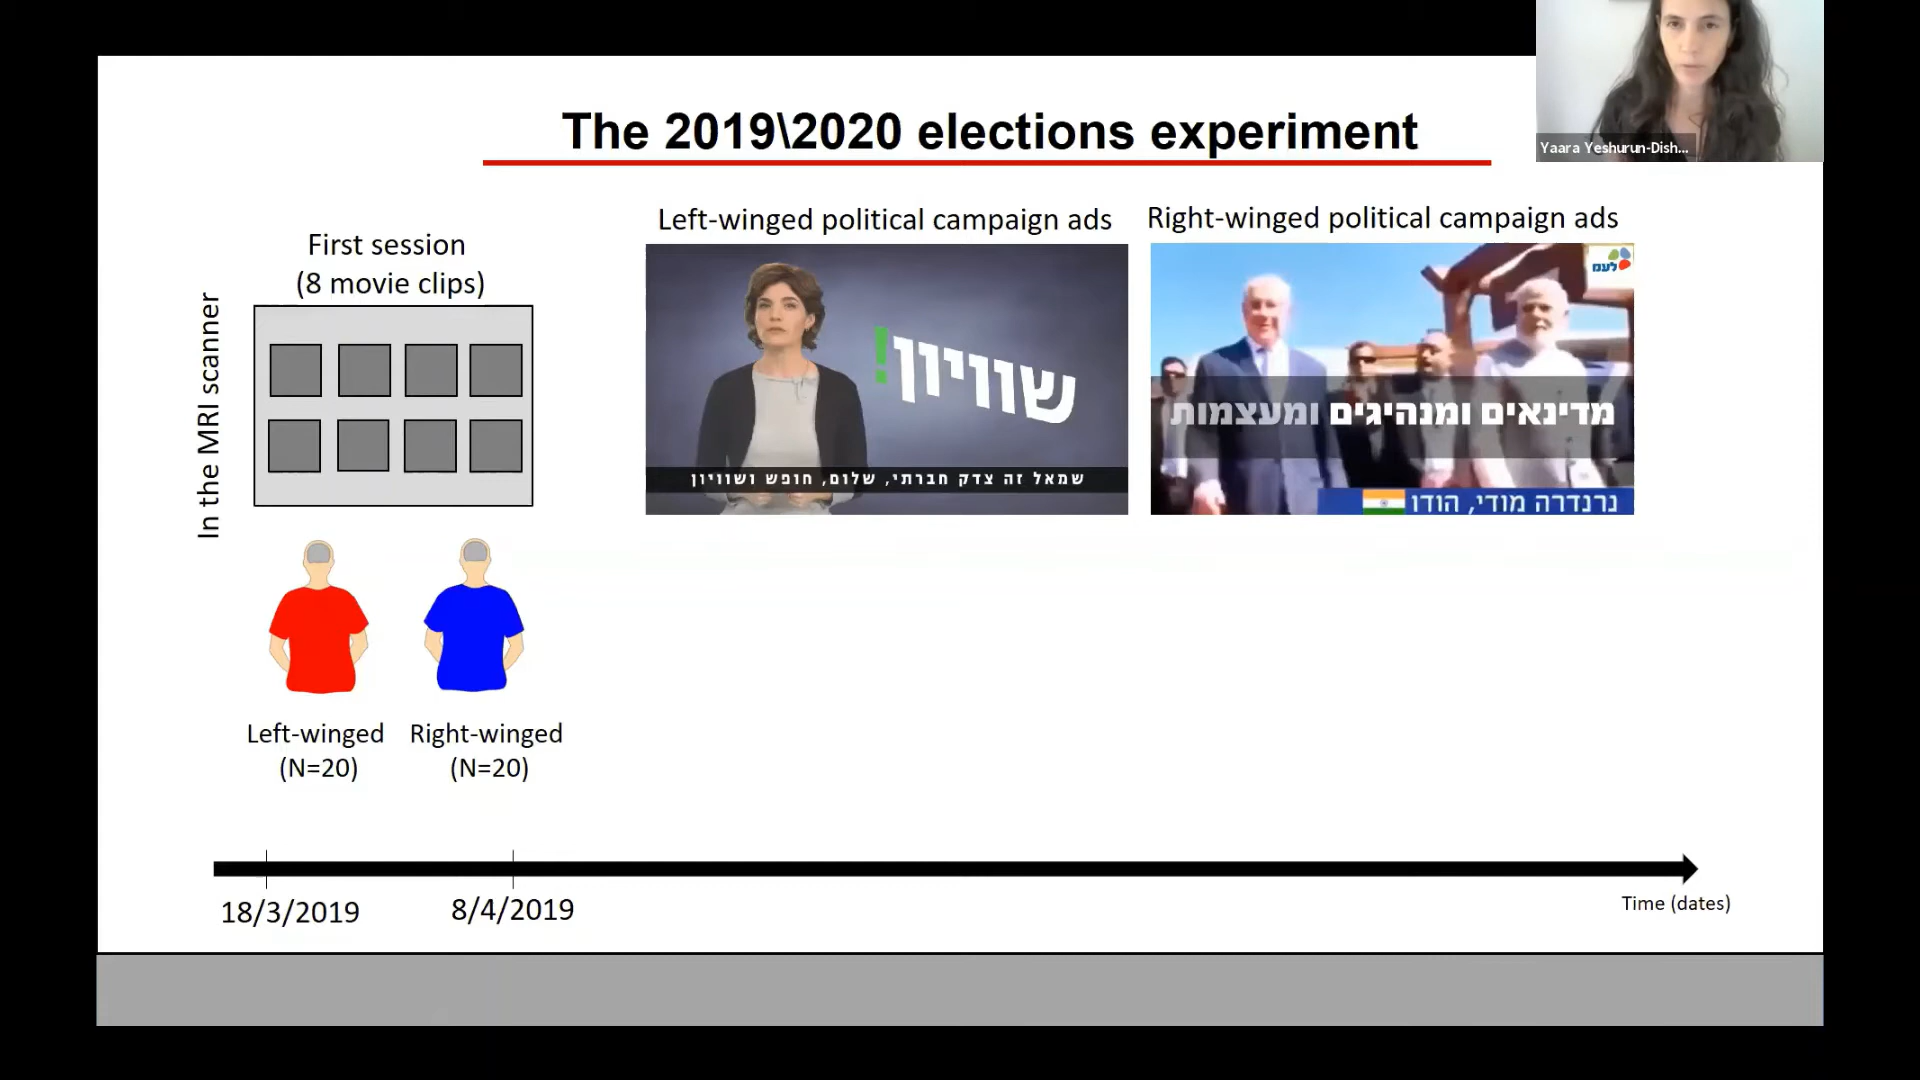 The 2019\2020 elections experiment
Yaara Yeshurun-Dish...
Left-winged political campaign ads
Right-winged political campaign ads
First session
(8 movie clips)
In the MRI scanner
שוויון!
שמאל זה צדק חברתי, שלום, חופש ושוויון
לעמ
מדינאים ומנהיגים ומעצמות
נרנדרה מודי, הודו
Left-winged
(N=20)
Right-winged
(N=20)
18/3/2019
8/4/2019
Time (dates)